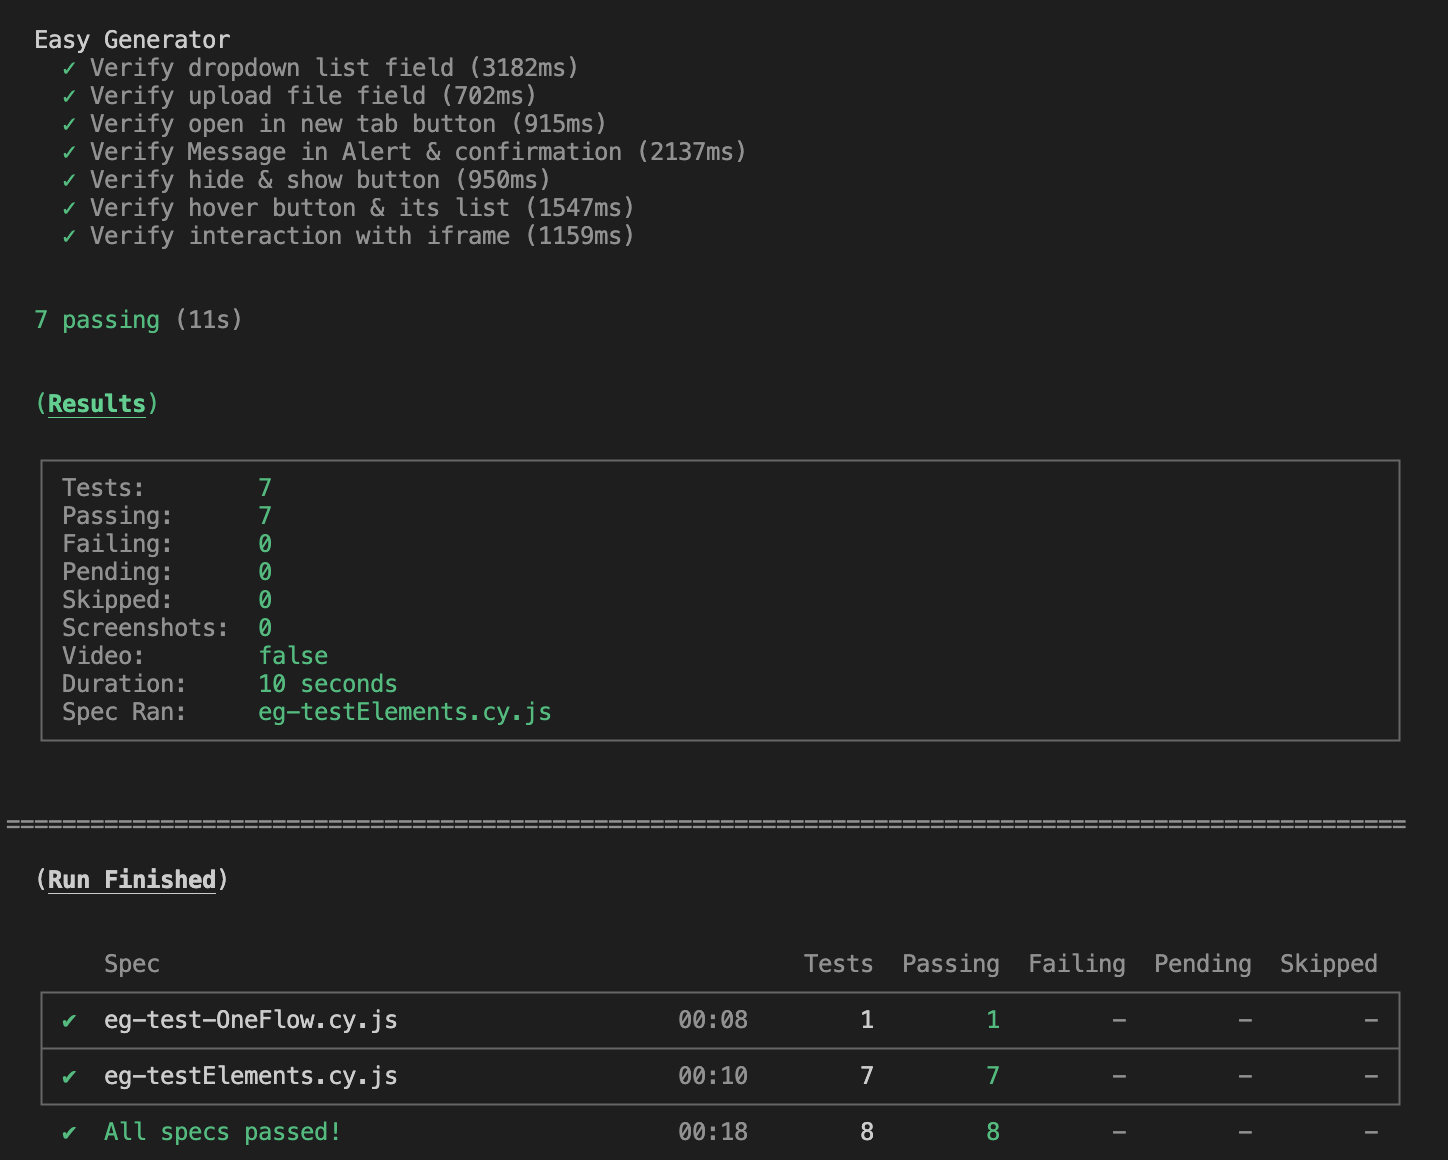 Easy Generator
✓ Verify dropdown list field (3182ms)
✓ Verify upload file field (702ms)
✓ Verify open in new tab button (915ms)
✓ Verify Message in Alert & confirmation (2137ms)
✓ Verify hide & show button (950ms)
✓ Verify hover button & its list (1547ms)
✓ Verify interaction with iframe (1159ms)
7 passing (11s)
(Results)
Tests: 7
Passing: 7
Failing: 0
Pending: 0
Skipped: 0
Screenshots: 0
Video: false
Duration: 10 seconds
Spec Ran: eg-testElements.cy.js
====================================================================================================
(Run Finished)
Spec Tests Passing Failing Pending Skipped
✔ eg-test-OneFlow.cy.js 00:08 1 1 – – –
✔ eg-testElements.cy.js 00:10 7 7 – – –
✔ All specs passed! 00:18 8 8 – – –